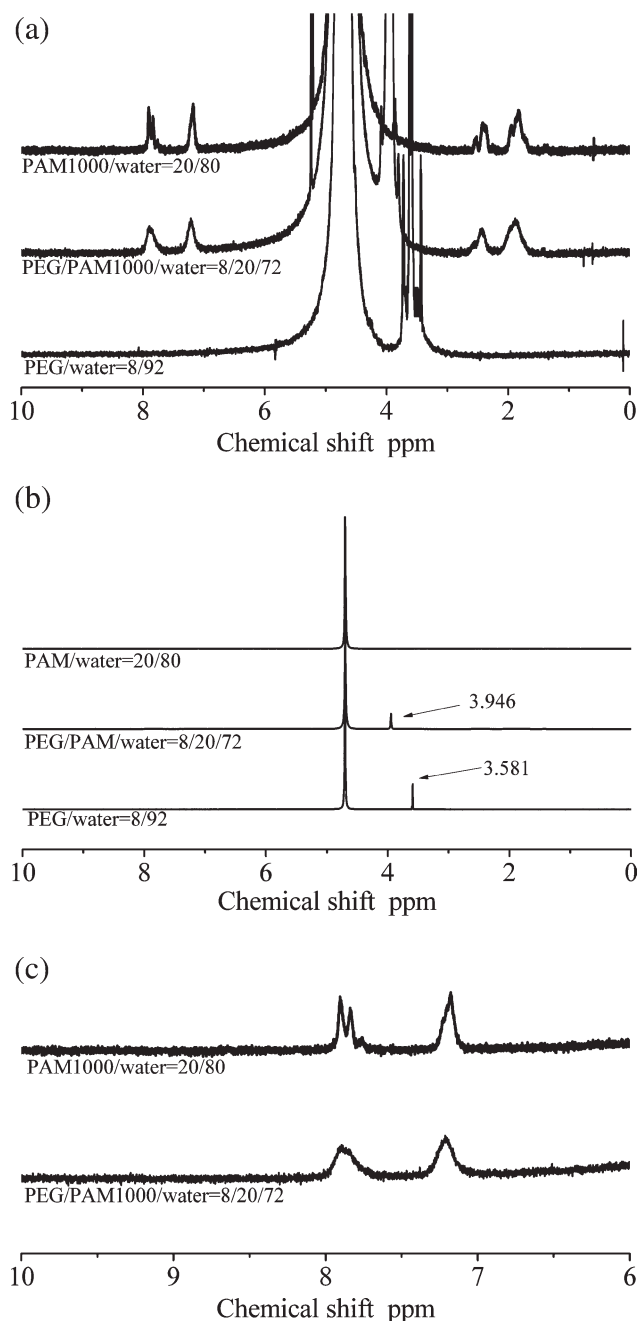 (a)
PAM1000/water=20/80
PEG/PAM1000/water=8/20/72
PEG/water=8/92
10 8 6 4 2 0
Chemical shift ppm
(b)
3.946
PAM/water=20/80
3.581
PEG/PAM/water=8/20/72
PEG/water=8/92
10 8 6 4 2 0
Chemical shift ppm
(c)
PAM1000/water=20/80
PEG/PAM1000/water=8/20/72
10 9 8 7 6
Chemical shift ppm